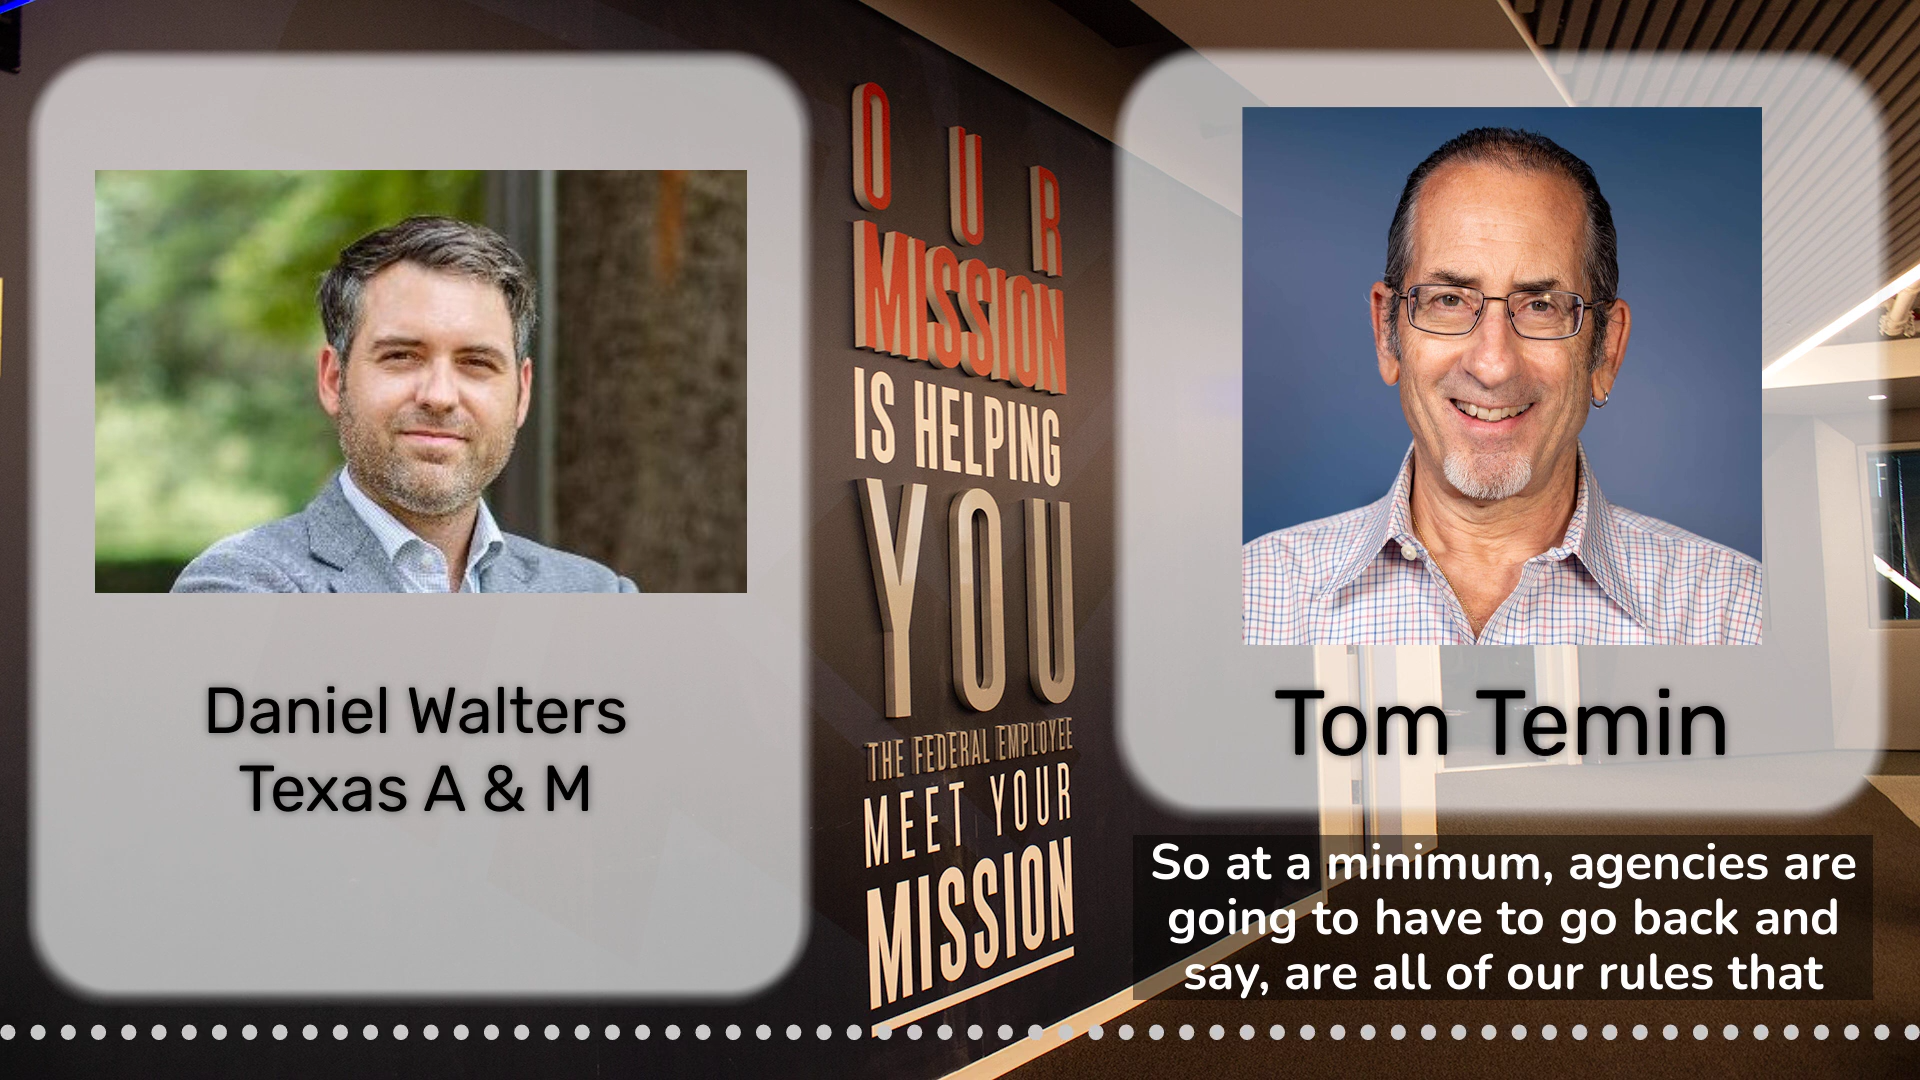 Daniel Walters
Texas A & M
OUR
MISSION
IS HELPING
YOU
THE FEDERAL EMPLOYEE
MEET YOUR
MISSION
Tom Temin
So at a minimum, agencies are
going to have to go back and
say, are all of our rules that